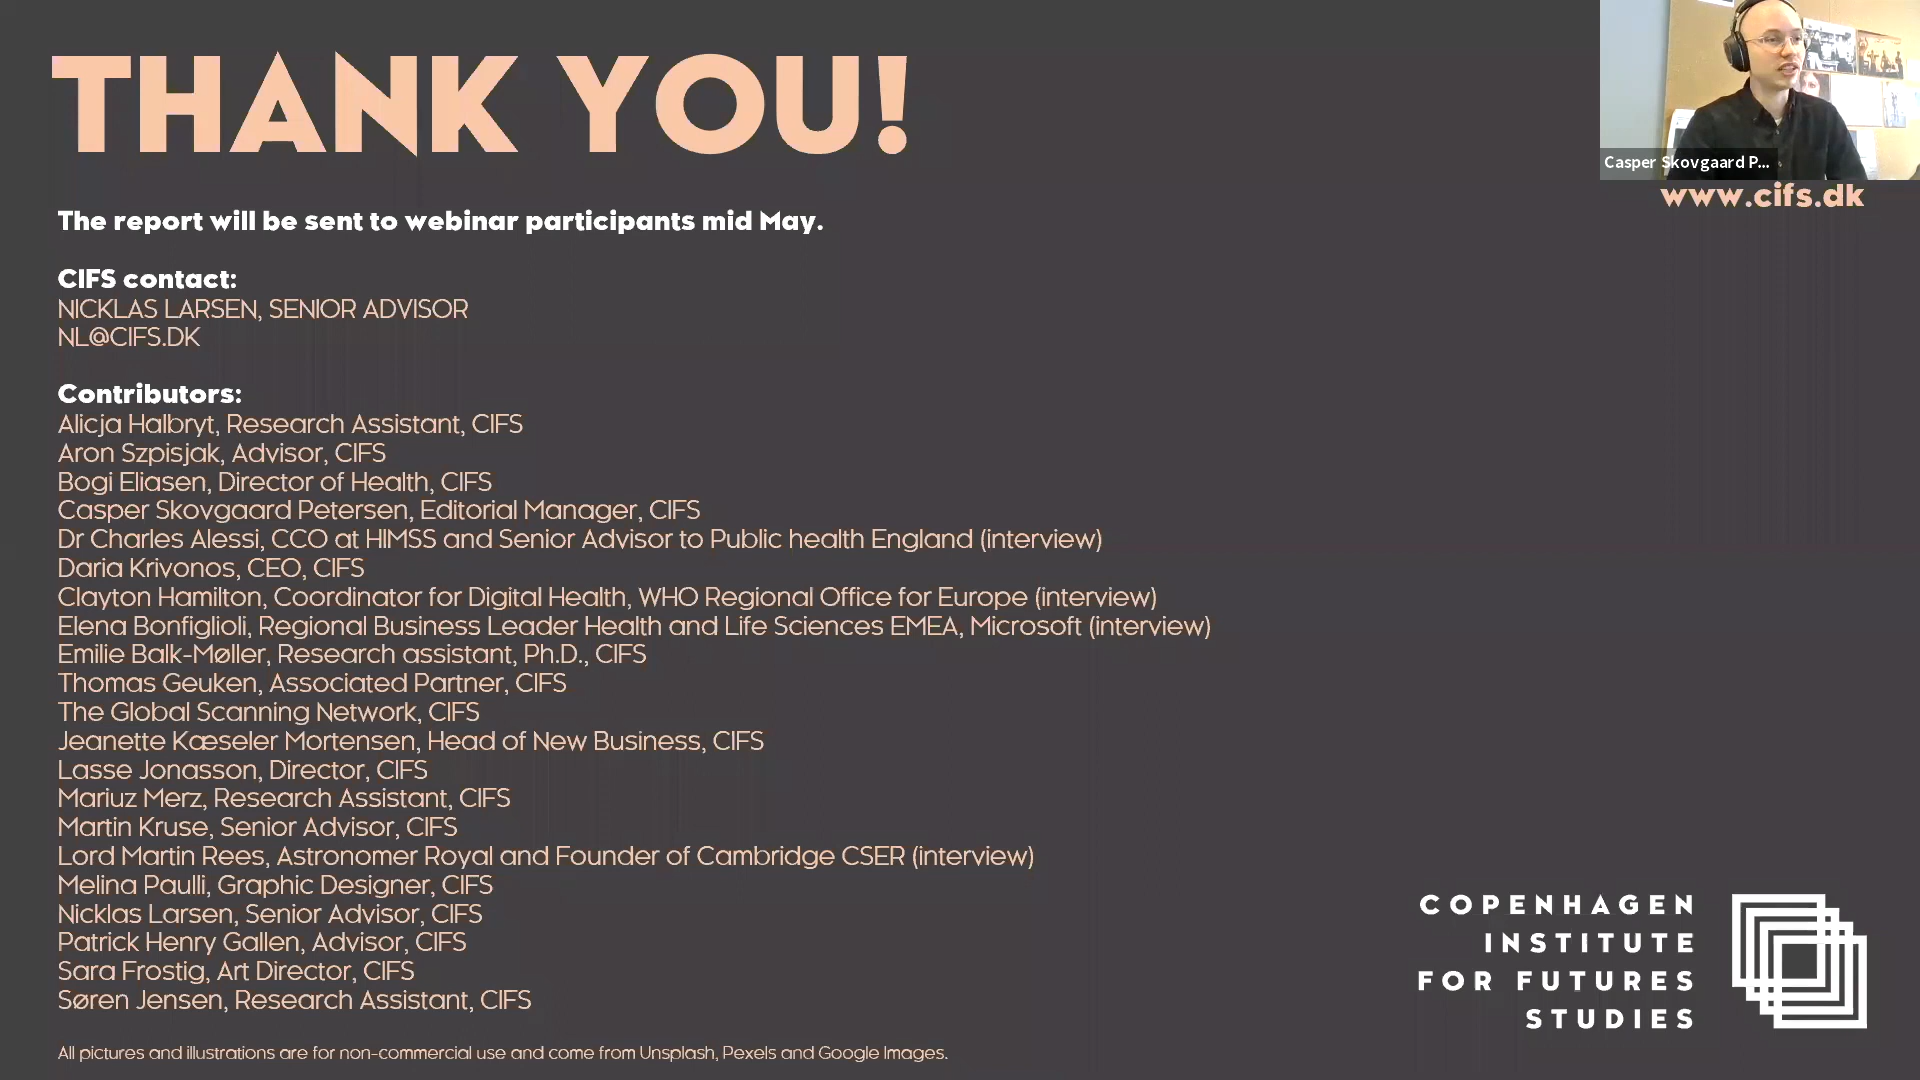 THANK YOU!
Casper Skovgaard P...
www.cifs.dk
The report will be sent to webinar participants mid May.
CIFS contact:
NICKLAS LARSEN, SENIOR ADVISOR
NL@CIFS.DK
Contributors:
Alicja Halbryt, Research Assistant, CIFS
Aron Szpisjak, Advisor, CIFS
Bogi Eliasen, Director of Health, CIFS
Casper Skovgaard Petersen, Editorial Manager, CIFS
Dr Charles Alessi, CCO at HIMSS and Senior Advisor to Public health England (interview)
Daria Krivonos, CEO, CIFS
Clayton Hamilton, Coordinator for Digital Health, WHO Regional Office for Europe (interview)
Elena Bonfiglioli, Regional Business Leader Health and Life Sciences EMEA, Microsoft (interview)
Emilie Balk-Møller, Research assistant, Ph.D., CIFS
Thomas Geuken, Associated Partner, CIFS
The Global Scanning Network, CIFS
Jeanette Kæseler Mortensen, Head of New Business, CIFS
Lasse Jonasson, Director, CIFS
Mariuz Merz, Research Assistant, CIFS
Martin Kruse, Senior Advisor, CIFS
Lord Martin Rees, Astronomer Royal and Founder of Cambridge CSER (interview)
Melina Paulli, Graphic Designer, CIFS
Nicklas Larsen, Senior Advisor, CIFS
Patrick Henry Gallen, Advisor, CIFS
Sara Frostig, Art Director, CIFS
Søren Jensen, Research Assistant, CIFS
COPENHAGEN
INSTITUTE
FOR FUTURES
STUDIES
All pictures and illustrations are for non-commercial use and come from Unsplash, Pexels and Google Images.